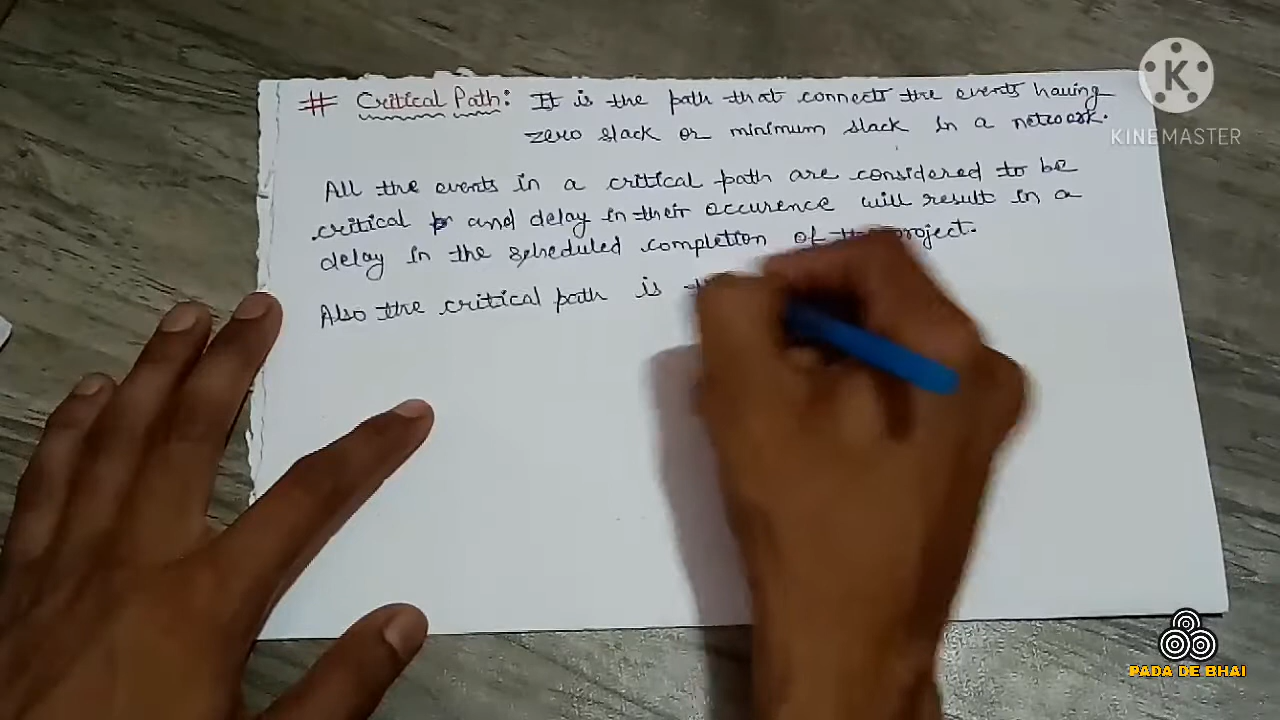 # Critical Path: It is the path that connects the events having
zero slack or minimum slack in a network.
All the events in a critical path are considered to be
critical and delay in their occurence will result in a
delay in the scheduled completion of the project.
Also the critical path is
KINEMASTER
PADA DE BHAI